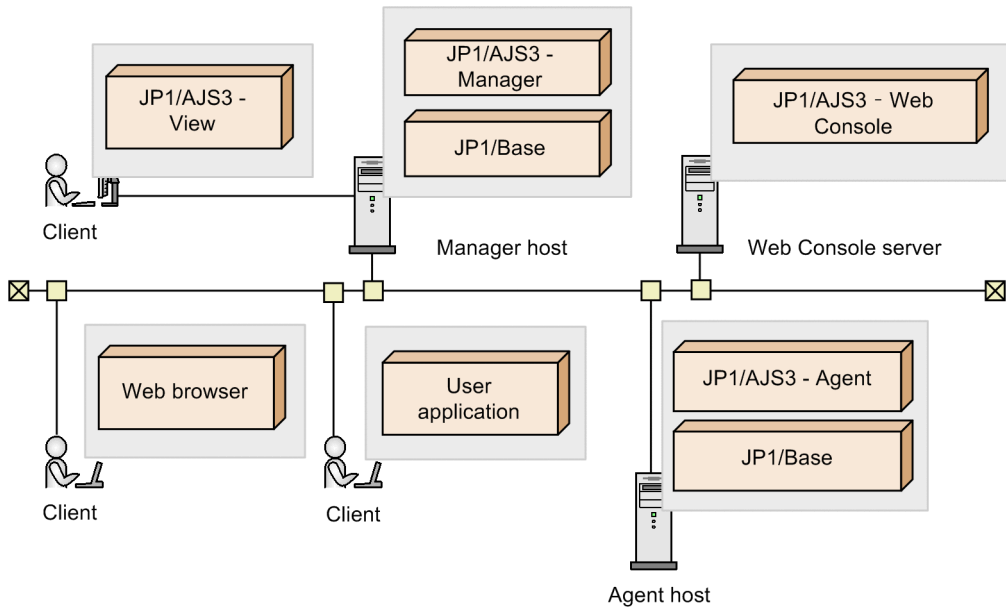 JP1/AJS3 -
View
JP1/AJS3 -
Manager
JP1/Base
JP1/AJS3 - Web
Console
Client
Manager host
Web Console server
Web browser
User
application
JP1/AJS3 - Agent
JP1/Base
Client
Client
Agent host